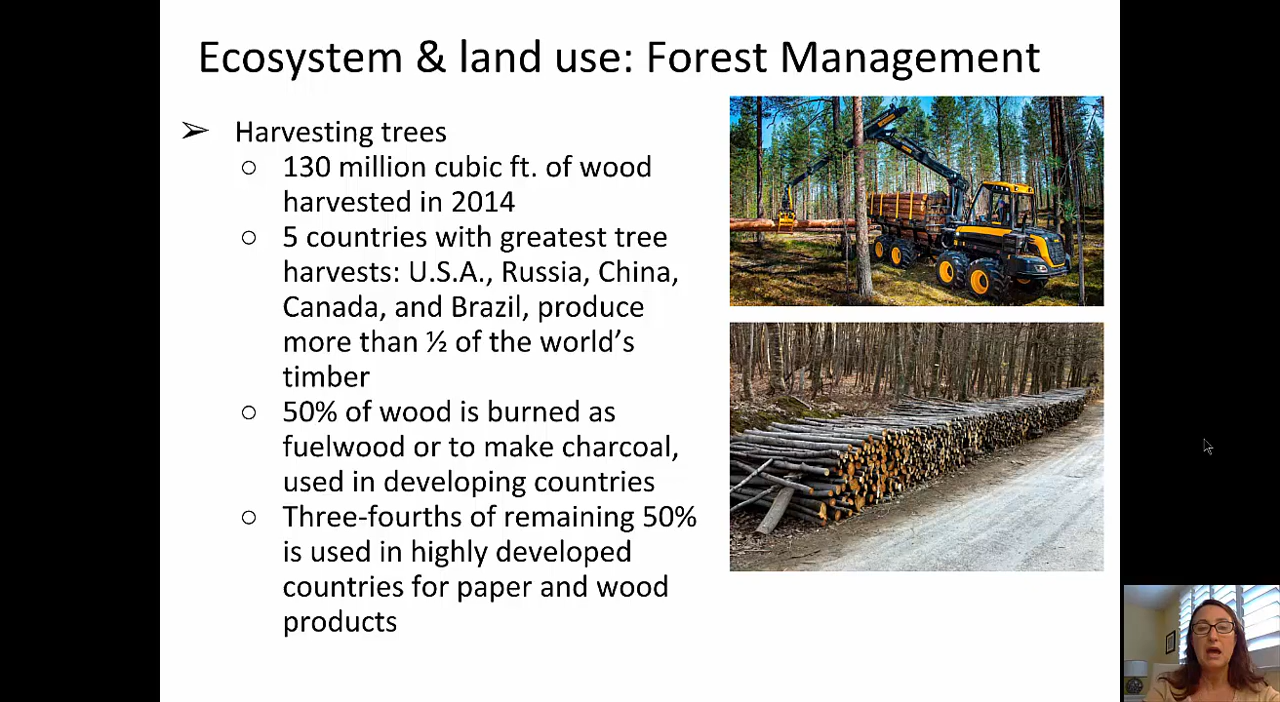 Ecosystem & land use: Forest Management
➢ Harvesting trees
○ 130 million cubic ft. of wood
harvested in 2014
○ 5 countries with greatest tree
harvests: U.S.A., Russia, China,
Canada, and Brazil, produce
more than ½ of the world’s
timber
○ 50% of wood is burned as
fuelwood or to make charcoal,
used in developing countries
○ Three-fourths of remaining 50%
is used in highly developed
countries for paper and wood
products